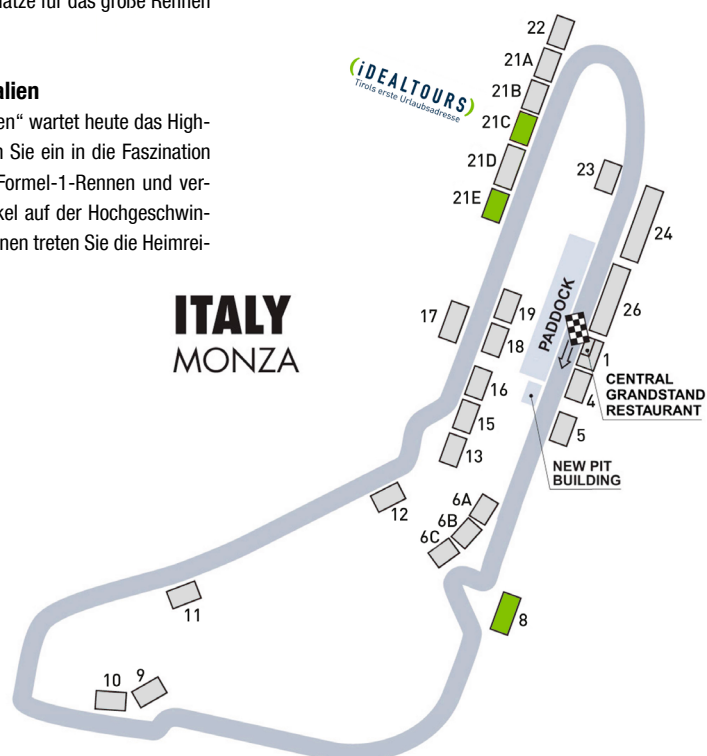 ätze für das große Rennen
alien
en“ wartet heute das High-
n Sie ein in die Faszination
Formel-1-Rennen und ver-
kel auf der Hochgeschwin-
nen treten Sie die Heimrei-
(iDEALTOURS)
Tirols erste Urlaubsadresse
ITALY
MONZA
22
21A
21B
21C
21D
21E
23
24
26
17
19
18
PADDOCK
1
4
5
CENTRAL
GRANDSTAND
RESTAURANT
NEW PIT
BUILDING
16
15
13
12
6A
6B
6C
8
11
10
9